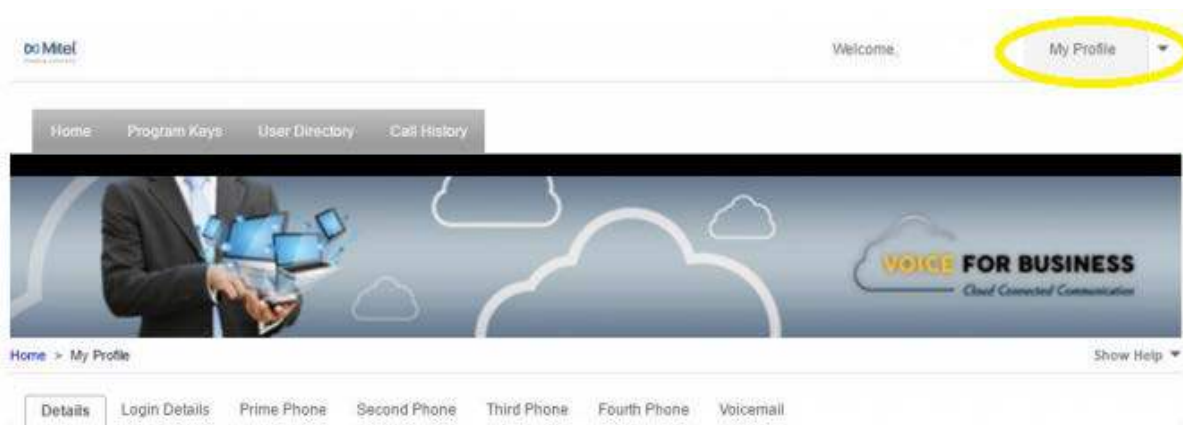 Mitel
Welcome, My Profile
Home Program Keys User Directory Call History
VOICE FOR BUSINESS
Cloud Connected Communication
Home > My Profile Show Help
Details Login Details Prime Phone Second Phone Third Phone Fourth Phone Voicemail